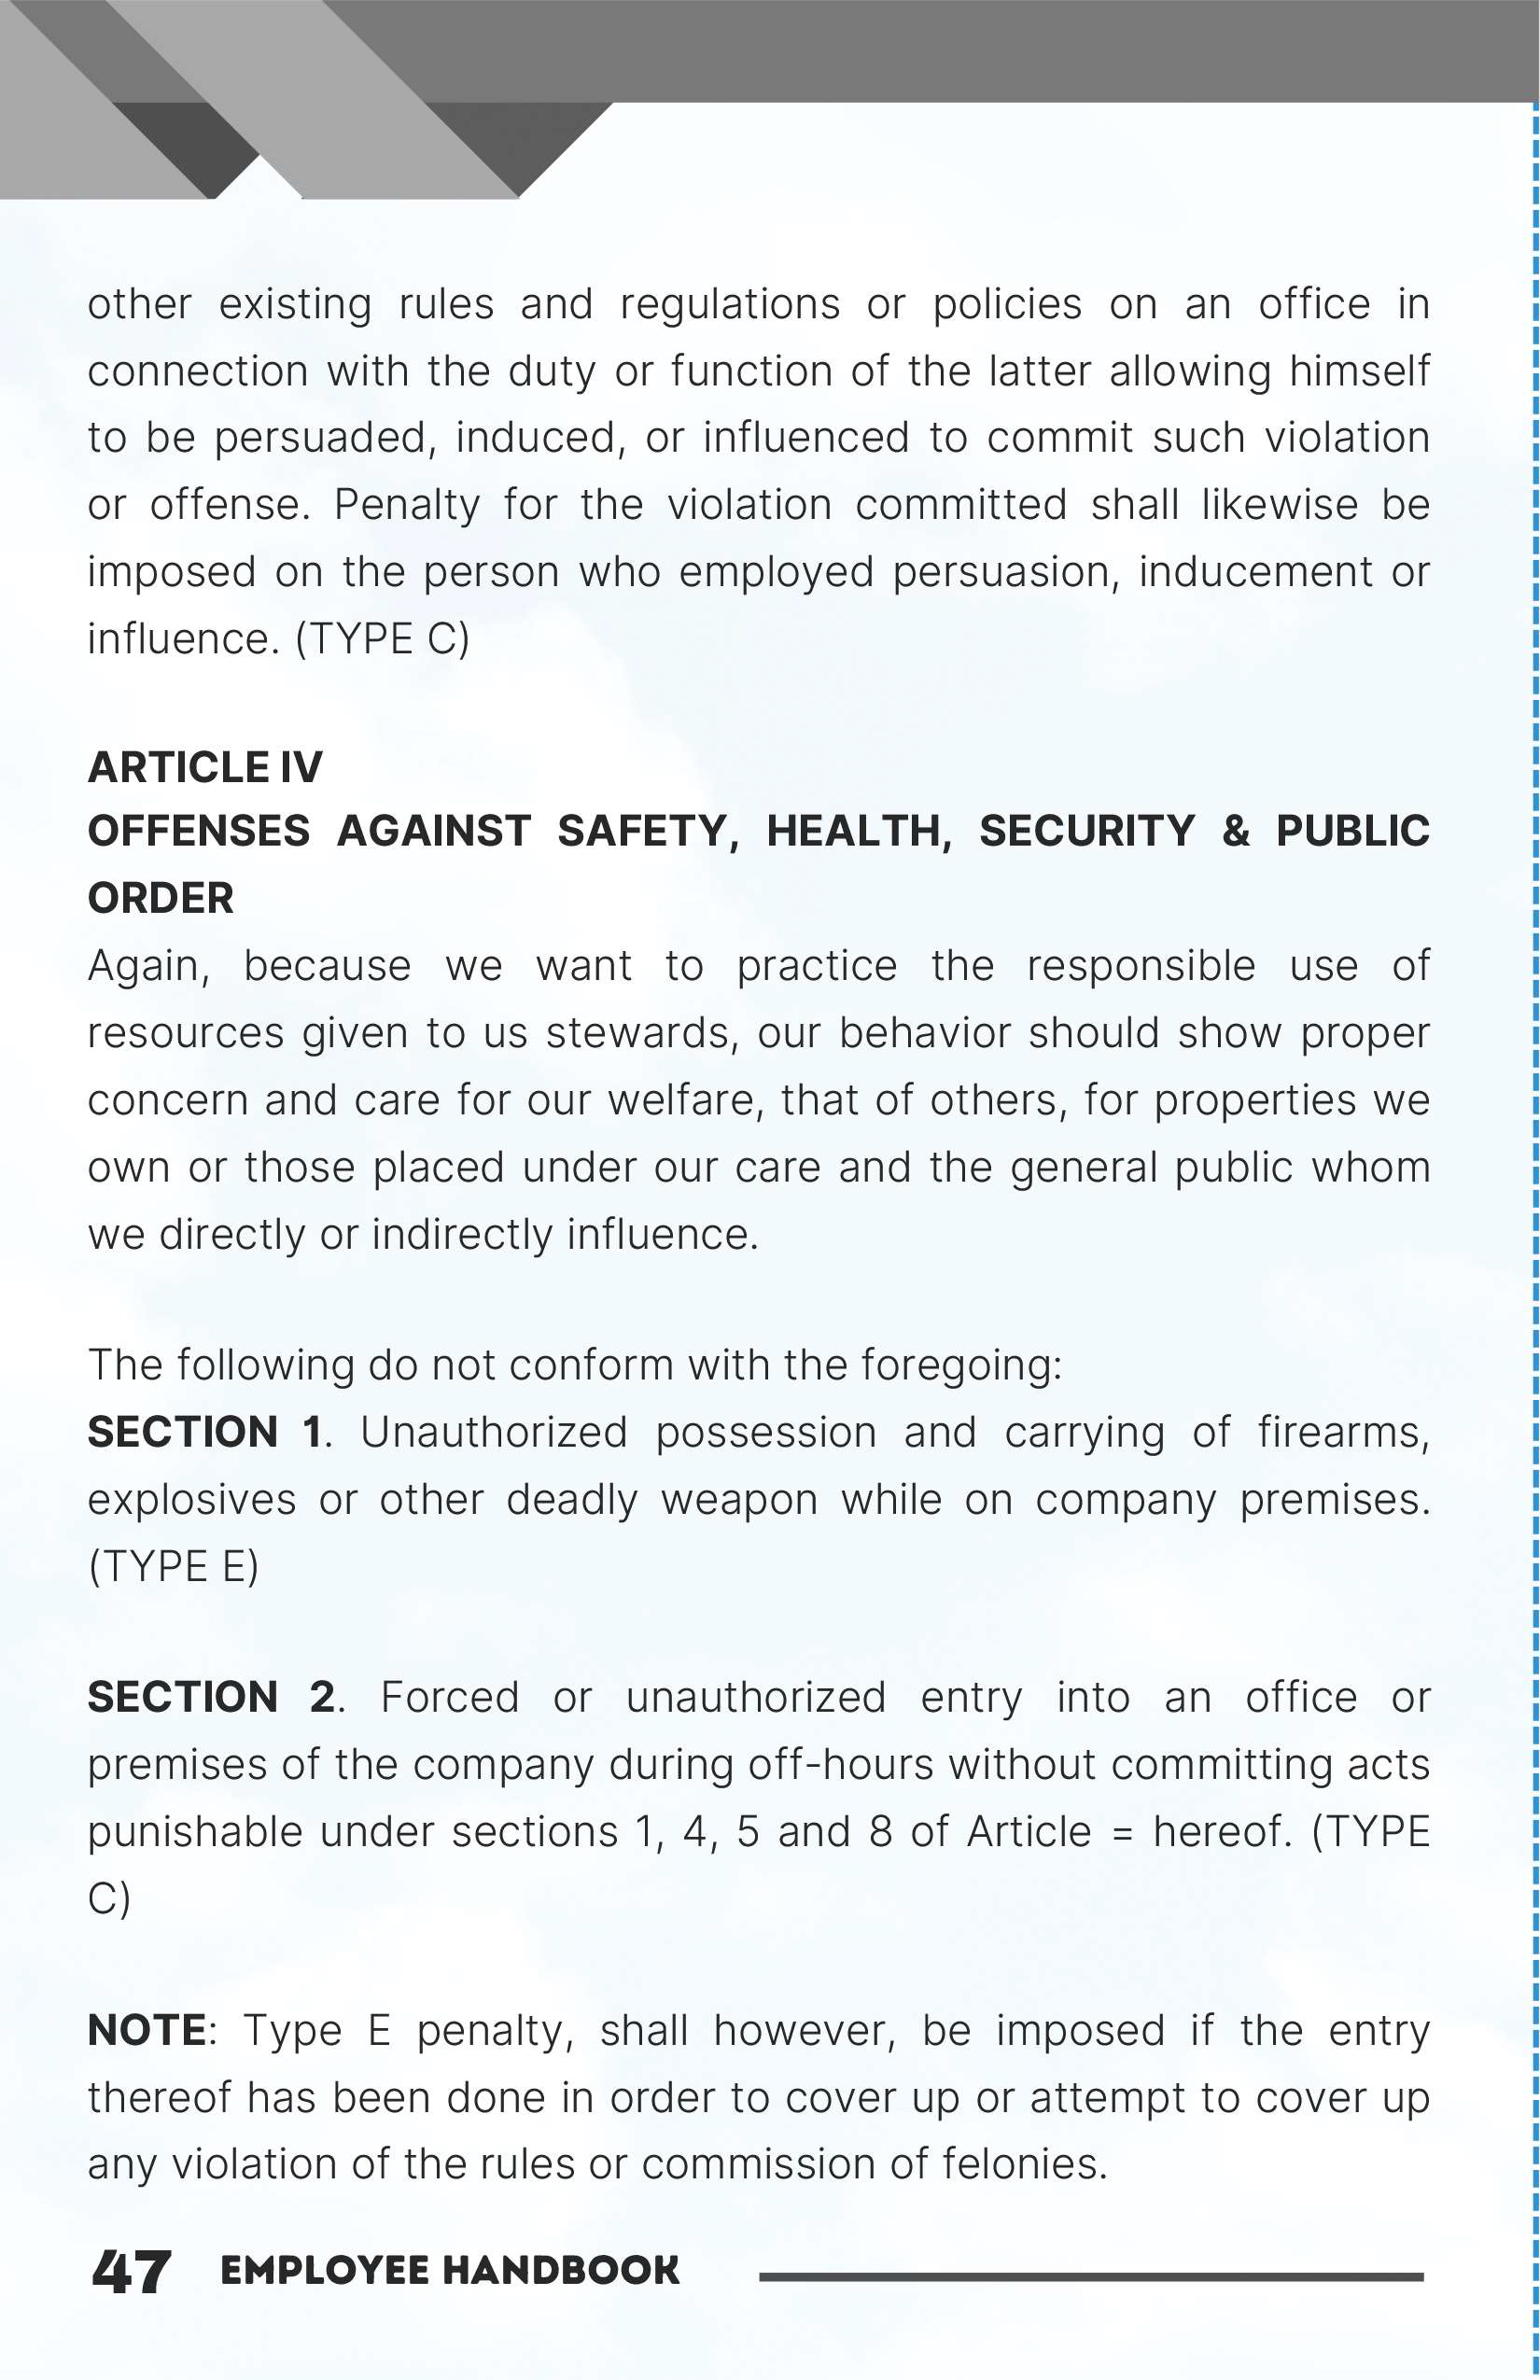 other existing rules and regulations or policies on an office in
connection with the duty or function of the latter allowing himself
to be persuaded, induced, or influenced to commit such violation
or offense. Penalty for the violation committed shall likewise be
imposed on the person who employed persuasion, inducement or
influence. (TYPE C)
ARTICLE IV
OFFENSES AGAINST SAFETY, HEALTH, SECURITY & PUBLIC
ORDER
Again, because we want to practice the responsible use of
resources given to us stewards, our behavior should show proper
concern and care for our welfare, that of others, for properties we
own or those placed under our care and the general public whom
we directly or indirectly influence.
The following do not conform with the foregoing:
SECTION 1. Unauthorized possession and carrying of firearms,
explosives or other deadly weapon while on company premises.
(TYPE E)
SECTION 2. Forced or unauthorized entry into an office or
premises of the company during off-hours without committing acts
punishable under sections 1, 4, 5 and 8 of Article = hereof. (TYPE
C)
NOTE: Type E penalty, shall however, be imposed if the entry
thereof has been done in order to cover up or attempt to cover up
any violation of the rules or commission of felonies.
47 EMPLOYEE HANDBOOK